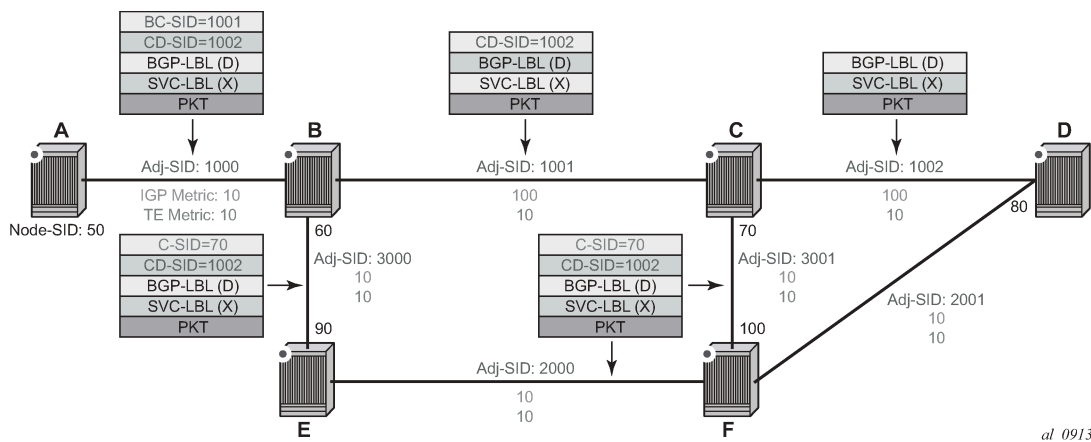 BC-SID=1001
CD-SID=1002
BGP-LBL (D)
SVC-LBL (X)
PKT
CD-SID=1002
BGP-LBL (D)
SVC-LBL (X)
PKT
BGP-LBL (D)
SVC-LBL (X)
PKT
A
B
C
D
Adj-SID: 1000
IGP Metric: 10
TE Metric: 10
Adj-SID: 1001
100
10
Adj-SID: 1002
100
10
Node-SID: 50
60
70
80
C-SID=70
CD-SID=1002
BGP-LBL (D)
SVC-LBL (X)
PKT
Adj-SID: 3000
10
10
C-SID=70
CD-SID=1002
BGP-LBL (D)
SVC-LBL (X)
PKT
Adj-SID: 3001
10
10
Adj-SID: 2001
10
10
90
100
Adj-SID: 2000
10
10
E
F
al_0913